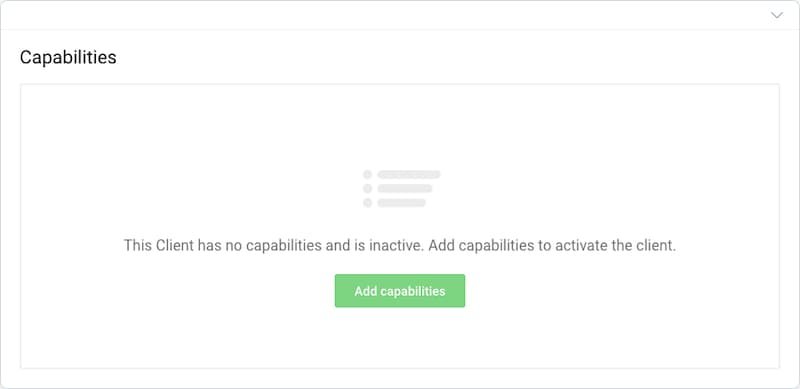 Capabilities
This Client has no capabilities and is inactive. Add capabilities to activate the client.
Add capabilities